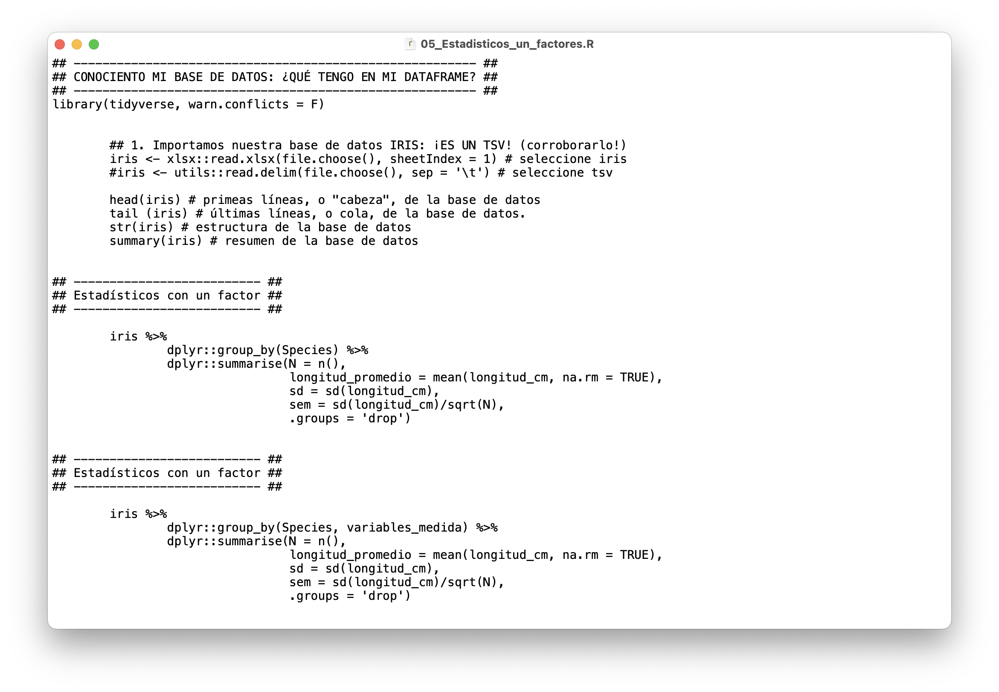 05_Estadisticos_un_factores.R
## -------------------------------------------------------- ##
## CONOCIENTO MI BASE DE DATOS: ¿QUÉ TENGO EN MI DATAFRAME? ##
## -------------------------------------------------------- ##
library(tidyverse, warn.conflicts = F)
## 1. Importamos nuestra base de datos IRIS: ¡ES UN TSV! (corroborarlo!)
iris <- xlsx::read.xlsx(file.choose(), sheetIndex = 1) # seleccione iris
#iris <- utils::read.delim(file.choose(), sep = '\t') # seleccione tsv
head(iris) # primeas líneas, o "cabeza", de la base de datos
tail (iris) # últimas líneas, o cola, de la base de datos.
str(iris) # estructura de la base de datos
summary(iris) # resumen de la base de datos
## -------------------------- ##
## Estadísticos con un factor ##
## -------------------------- ##
iris %>%
dplyr::group_by(Species) %>%
dplyr::summarise(N = n(),
longitud_promedio = mean(longitud_cm, na.rm = TRUE),
sd = sd(longitud_cm),
sem = sd(longitud_cm)/sqrt(N),
.groups = 'drop')
## -------------------------- ##
## Estadísticos con un factor ##
## -------------------------- ##
iris %>%
dplyr::group_by(Species, variables_medida) %>%
dplyr::summarise(N = n(),
longitud_promedio = mean(longitud_cm, na.rm = TRUE),
sd = sd(longitud_cm),
sem = sd(longitud_cm)/sqrt(N),
.groups = 'drop')